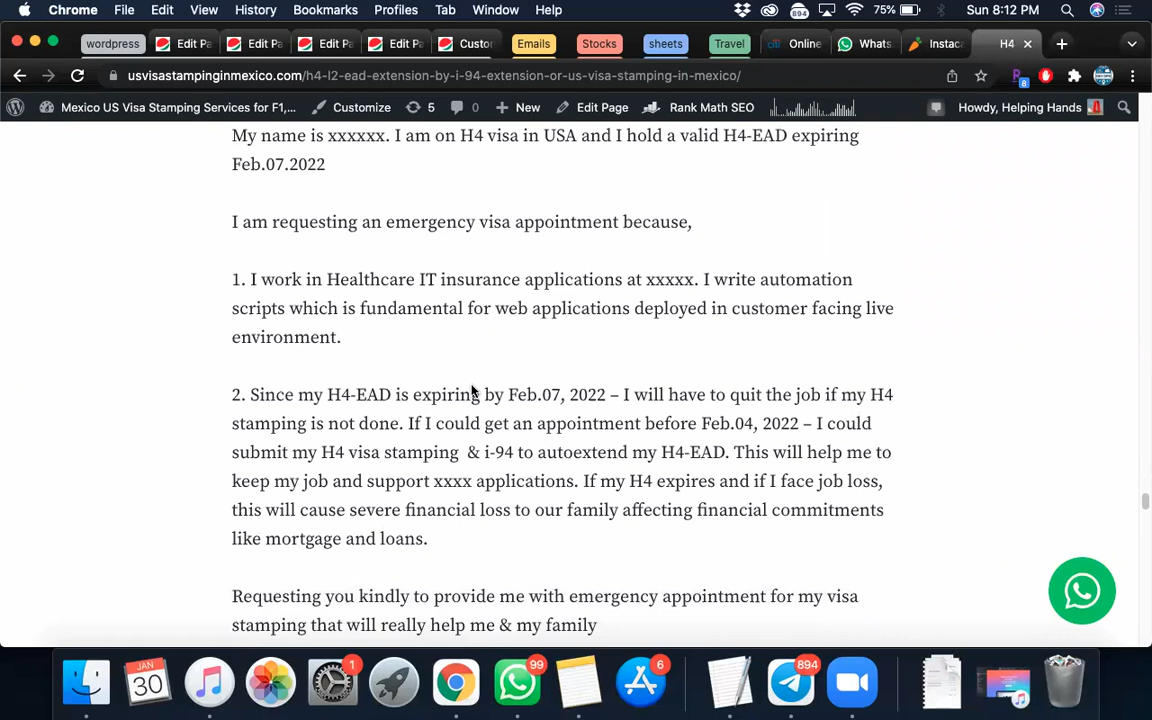 Chrome File Edit View History Bookmarks Profiles Tab Window Help 894 75% Sun 8:12 PM
wordpress Edit Pa Edit Pa Edit Pa Edit Pa Custo Emails Stocks sheets Travel Online Whats Instac H4
usvisastampinginmexico.com/h4-l2-ead-extension-by-i-94-extension-or-us-visa-stamping-in-mexico/ 8
Mexico US Visa Stamping Services for F1,... Customize 5 0 New Edit Page Rank Math SEO Howdy, Helping Hands
My name is xxxxxx. I am on H4 visa in USA and I hold a valid H4-EAD expiring
Feb.07.2022
I am requesting an emergency visa appointment because,
1. I work in Healthcare IT insurance applications at xxxxx. I write automation
scripts which is fundamental for web applications deployed in customer facing live
environment.
2. Since my H4-EAD is expiring by Feb.07, 2022 – I will have to quit the job if my H4
stamping is not done. If I could get an appointment before Feb.04, 2022 – I could
submit my H4 visa stamping & i-94 to autoextend my H4-EAD. This will help me to
keep my job and support xxxx applications. If my H4 expires and if I face job loss,
this will cause severe financial loss to our family affecting financial commitments
like mortgage and loans.
Requesting you kindly to provide me with emergency appointment for my visa
stamping that will really help me & my family
JAN 30 1 99 6 894